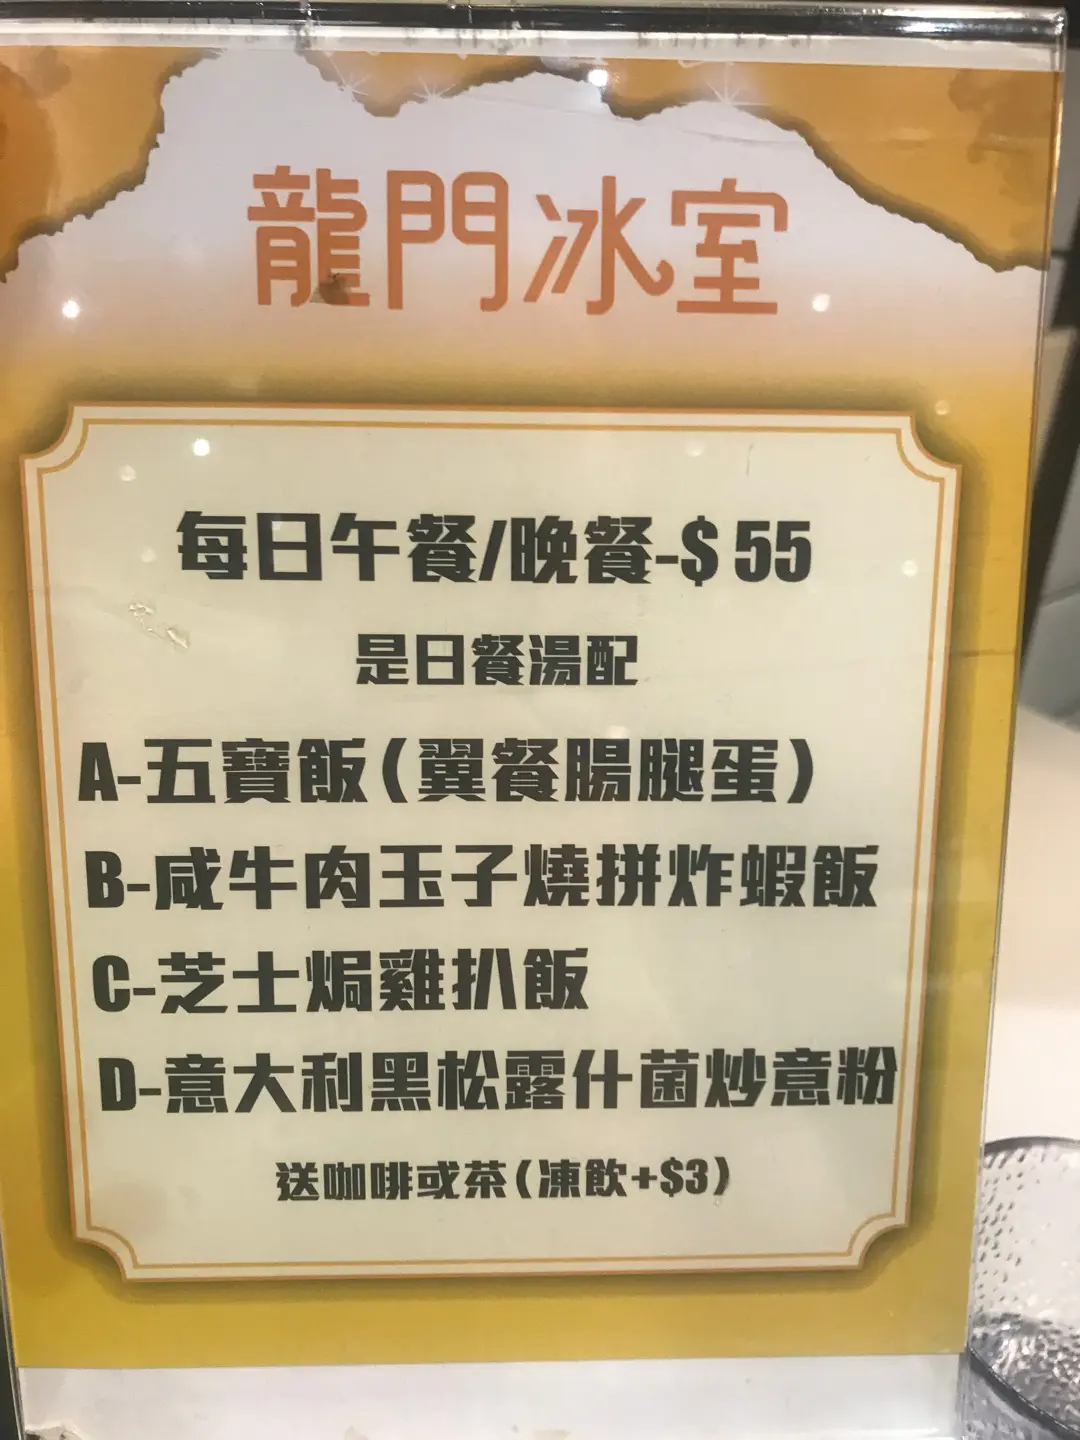 龍門冰室
每日午餐/晚餐-$55
是日餐湯配
A-五寶飯(翼餐腸腿蛋)
B-咸牛肉玉子燒拼炸蝦飯
C-芝士焗雞扒飯
D-意大利黑松露什菌炒意粉
送咖啡或茶(凍飲+$3)